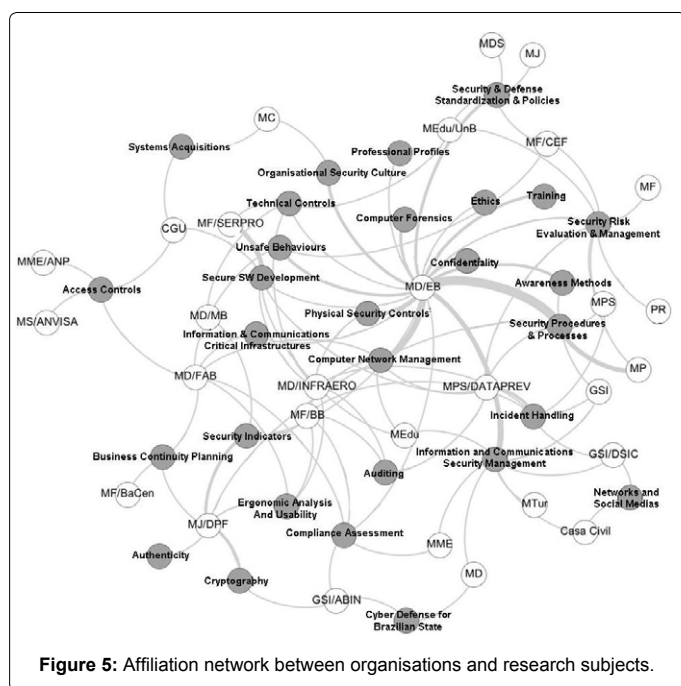 MDS
MJ
Security & Defense
Standardization & Policies
MC
MEdu/UnB
Systems Acquisitions
Professional Profiles
MF/CEF
Organisational Security Culture
MF
Technical Controls
Ethics
Training
MF/SERPRO
Computer Forensics
Security Risk
Evaluation & Management
CGU
Unsafe Behaviours
MME/ANP
Confidentiality
Secure SW Development
Access Controls
MD/EB
Awareness Methods
MPS
PR
MS/ANVISA
MD/MB
Physical Security Controls
Information & Communications
Critical Infrastructures
Security Procedures
& Processes
Computer Network Management
MP
MD/FAB
MD/INFRAERO
MPS/DATAPREV
GSI
MF/BB
Incident Handling
Security Indicators
MEdu
Business Continuity Planning
Information and Communications
Security Management
GSI/DSIC
Auditing
MF/BaCen
Ergonomic Analysis
And Usability
MTur
Networks and
Social Medias
MJ/DPF
Compliance Assessment
Casa Civil
MME
Authenticity
Cryptography
MD
GSI/ABIN
Cyber Defense for
Brazilian State
Figure 5: Affiliation network between organisations and research subjects.